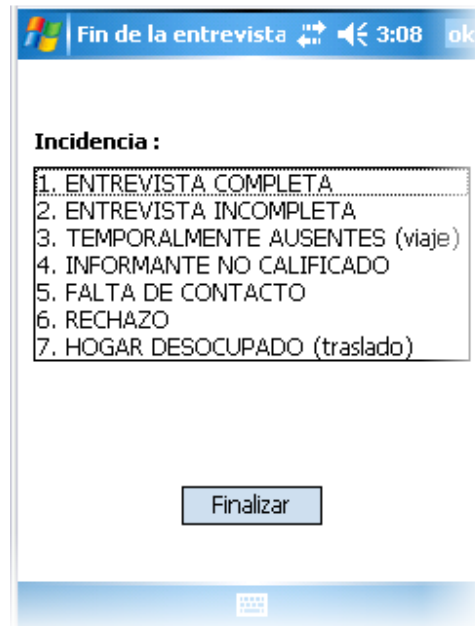 Fin de la entrevista 3:08 ok
Incidencia :
1. ENTREVISTA COMPLETA
2. ENTREVISTA INCOMPLETA
3. TEMPORALMENTE AUSENTES (viaje)
4. INFORMANTE NO CALIFICADO
5. FALTA DE CONTACTO
6. RECHAZO
7. HOGAR DESOCUPADO (traslado)
Finalizar